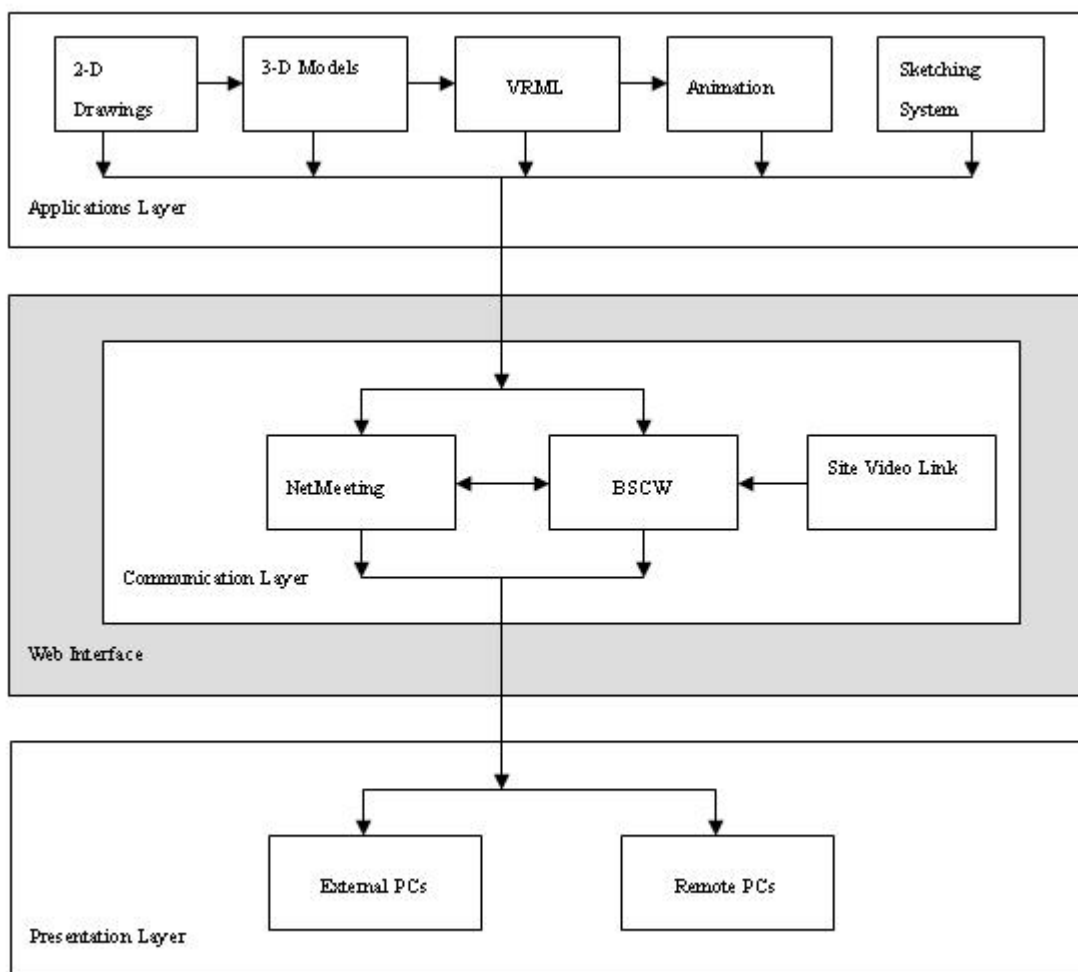 2-D
Drawings
3-D Models
VRML
Animation
Sketching
System
Applications Layer
NetMeeting
BSCW
Site Video Link
Communication Layer
Web Interface
External PCs
Remote PCs
Presentation Layer